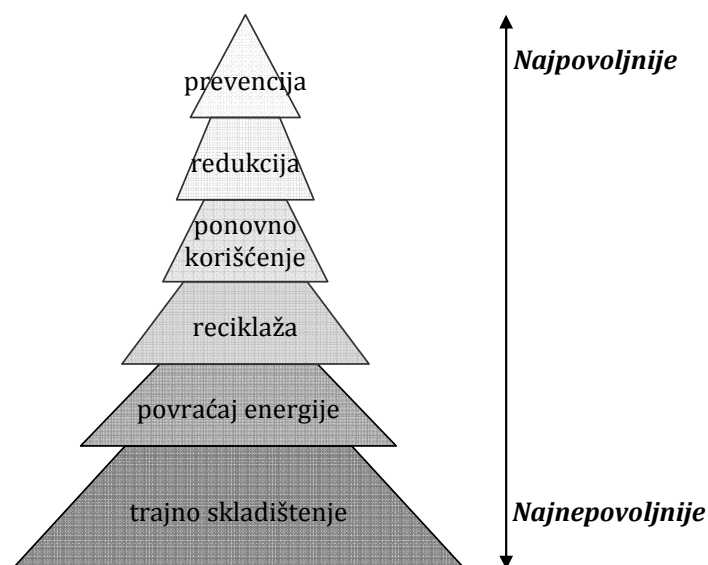 prevencija
Najpovoljnije
redukcija
ponovno
korišćenje
reciklaža
povraćaj energije
trajno skladištenje
Najnepovoljnije